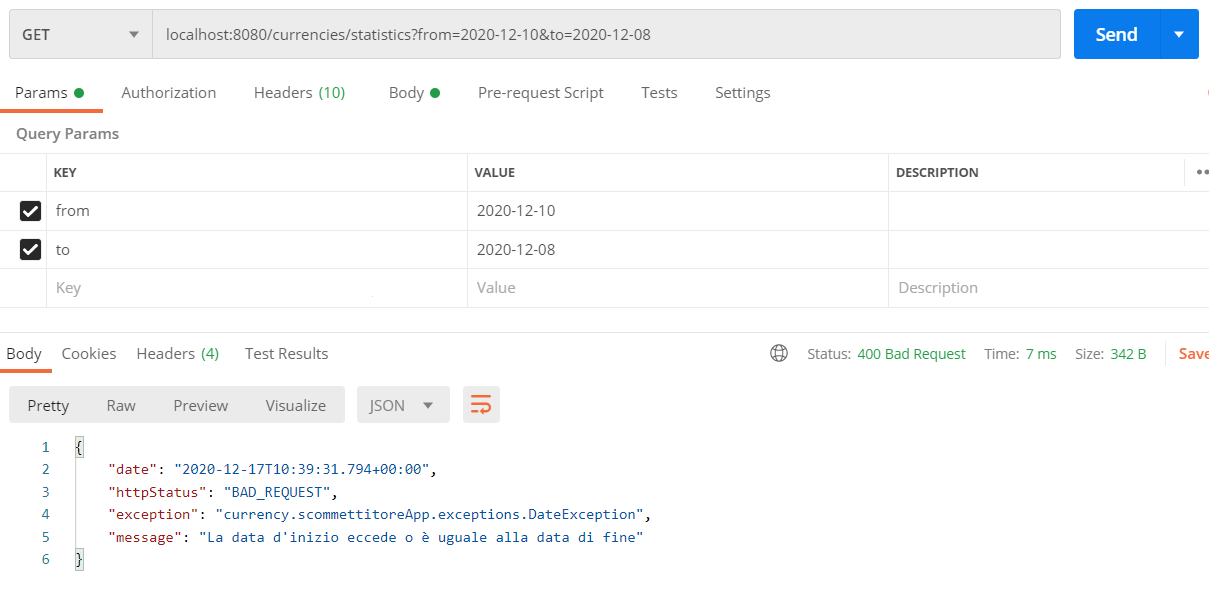 GET localhost:8080/currencies/statistics?from=2020-12-10&to=2020-12-08 Send
Params Authorization Headers (10) Body Pre-request Script Tests Settings
Query Params
KEY VALUE DESCRIPTION
from 2020-12-10
to 2020-12-08
Key Value Description
Body Cookies Headers (4) Test Results Status: 400 Bad Request Time: 7 ms Size: 342 B Save
Pretty Raw Preview Visualize JSON
1 {
2 "date": "2020-12-17T10:39:31.794+00:00",
3 "httpStatus": "BAD_REQUEST",
4 "exception": "currency.scommettitoreApp.exceptions.DateException",
5 "message": "La data d'inizio eccede o è uguale alla data di fine"
6 }